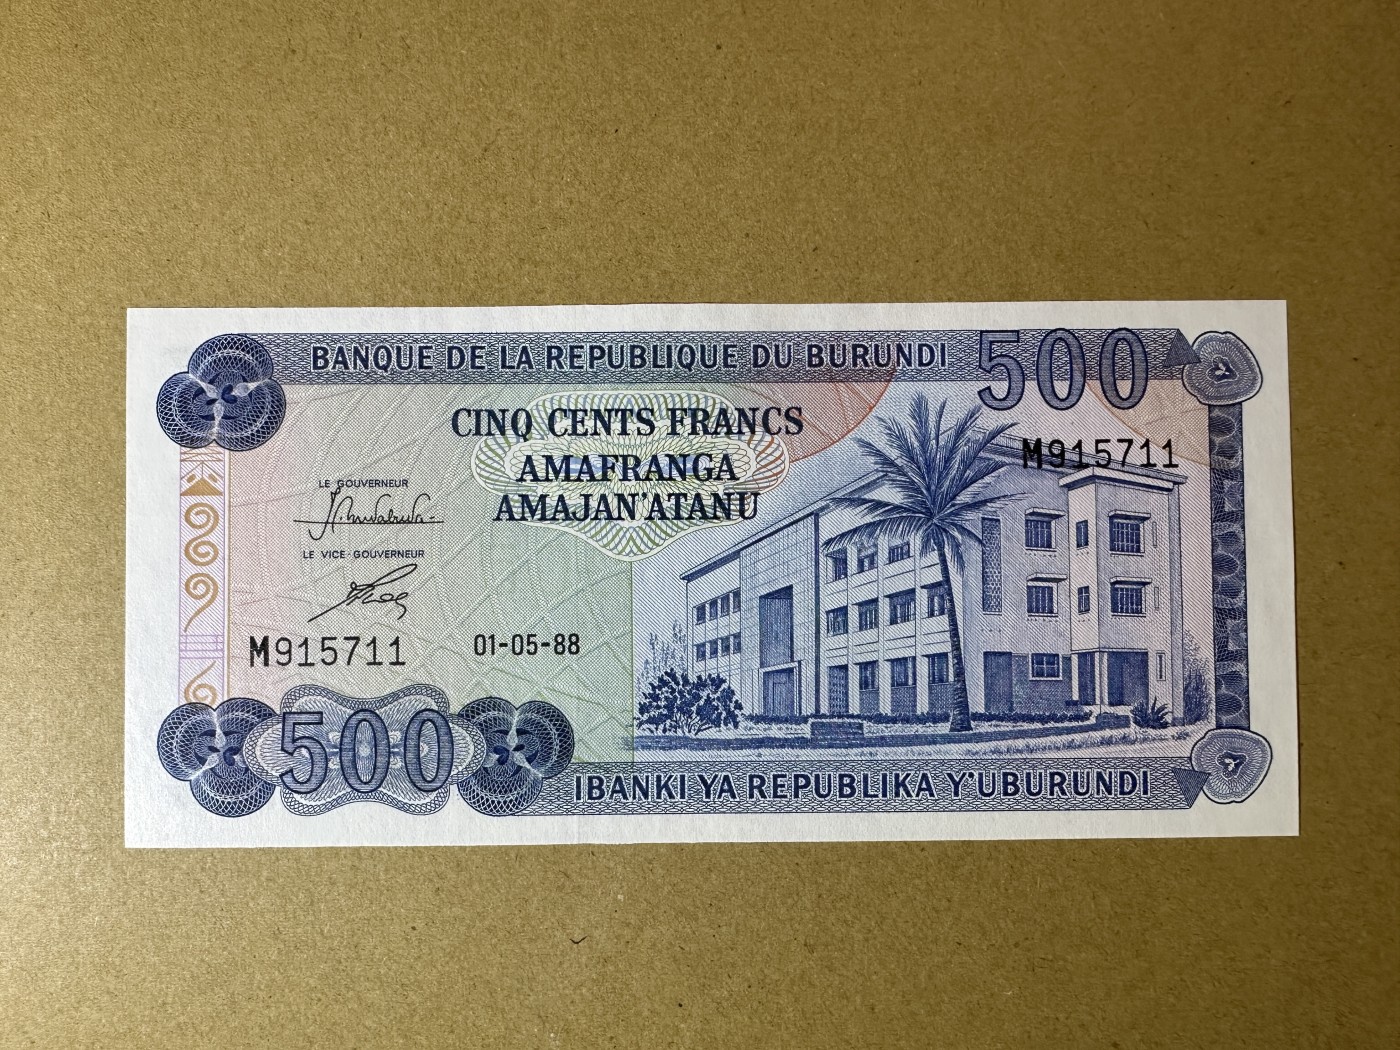 BANQUE DE LA REPUBLIQUE DU BURUNDI
500
CINQ CENTS FRANCS
AMAFRANGA
AMAJAN'ATANU
M915711
LE GOUVERNEUR
LE VICE-GOUVERNEUR
M915711
01-05-88
500
IBANKI YA REPUBLIKA Y'UBURUNDI